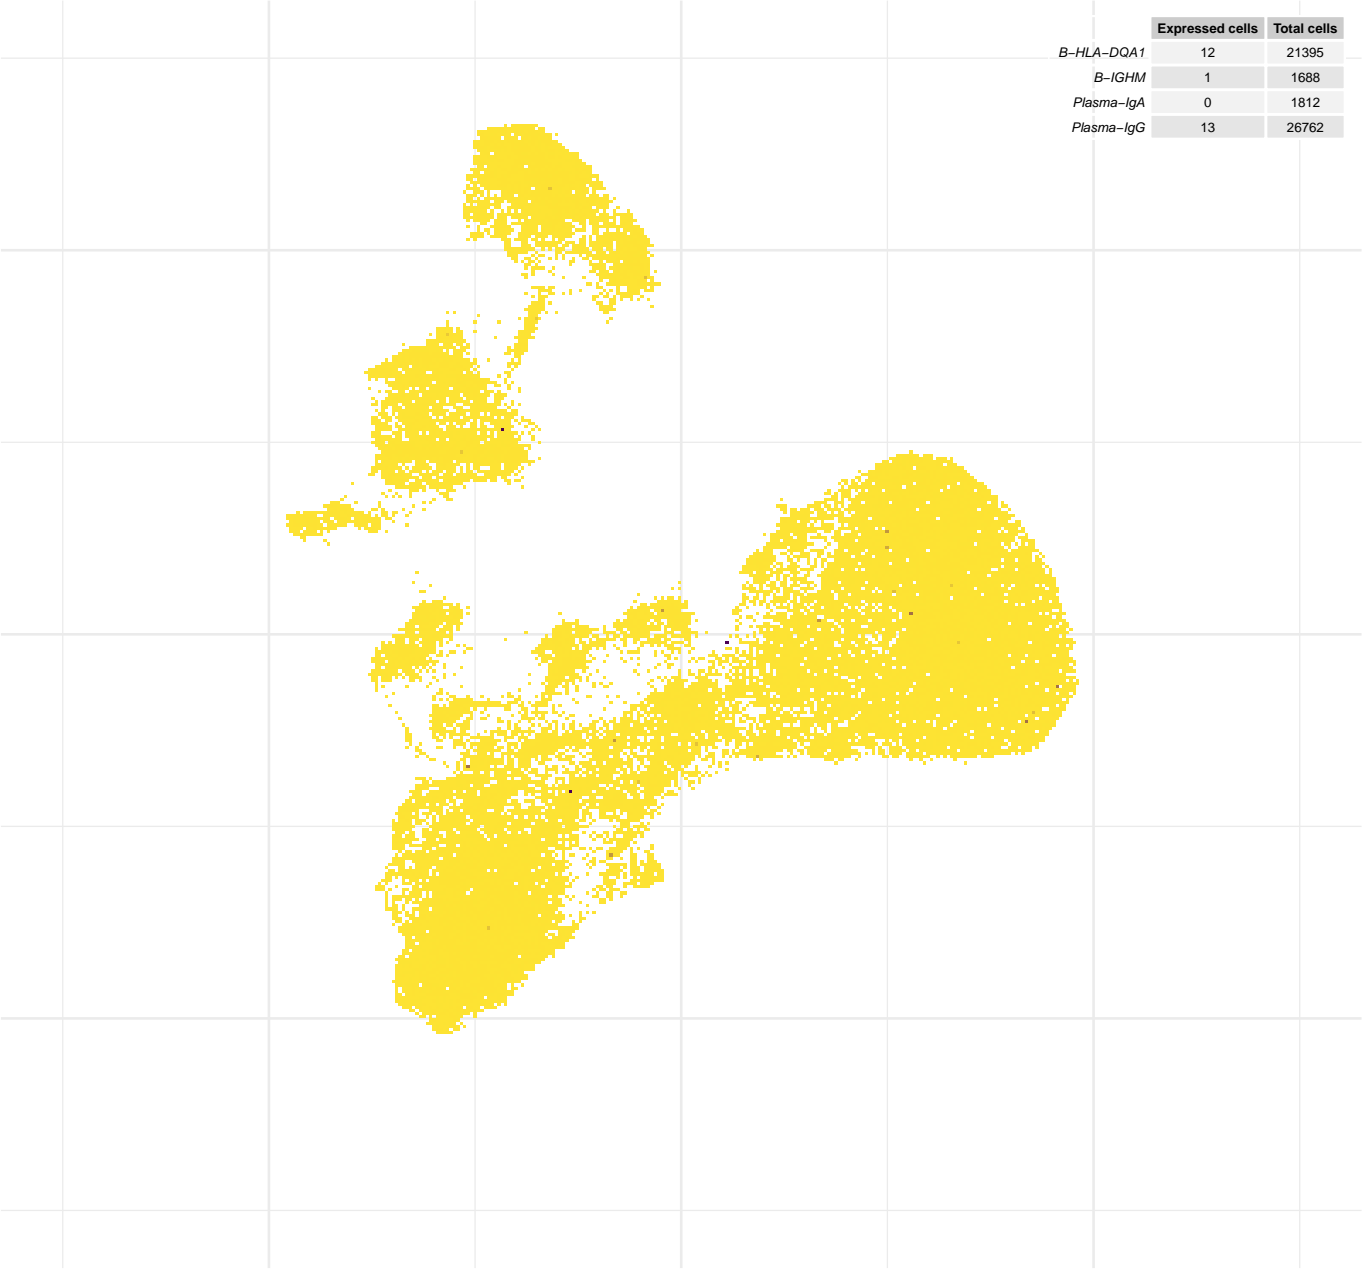 Expressed cells Total cells
B−HLA−DQA1 12 21395
B−IGHM 1 1688
Plasma−IgA 0 1812
Plasma−IgG 13 26762